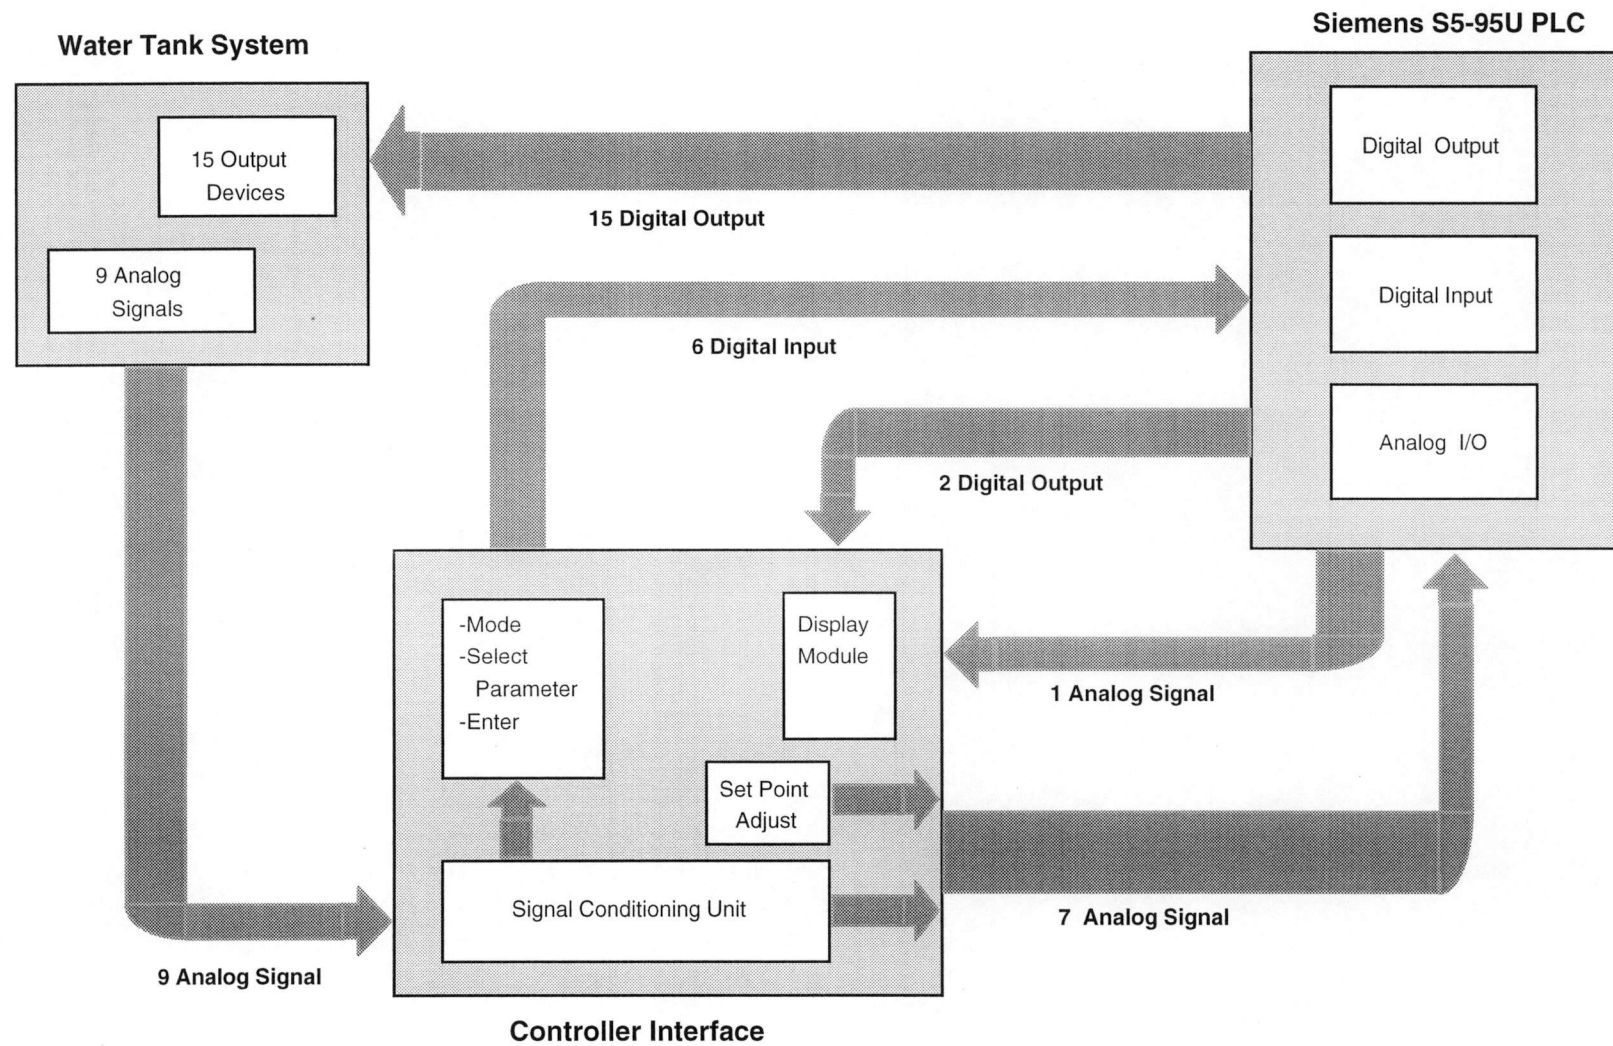 Siemens S5-95U PLC
Water Tank System
15 Output
Devices
9 Analog
Signals
Digital Output
Digital Input
Analog I/O
15 Digital Output
6 Digital Input
2 Digital Output
-Mode
-Select
Parameter
-Enter
Display
Module
1 Analog Signal
Set Point
Adjust
Signal Conditioning Unit
7 Analog Signal
9 Analog Signal
Controller Interface